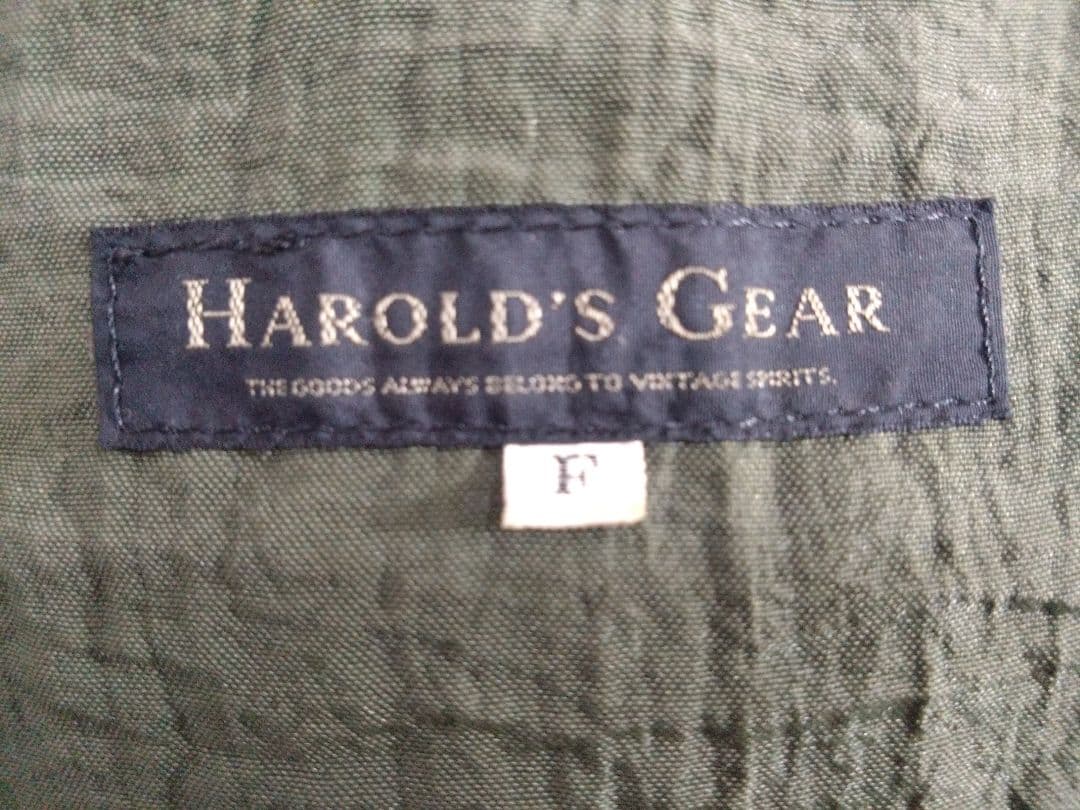 HAROLD'S GEAR
THE GOODS ALWAYS BELONG TO VINTAGE SPIRITS.
F